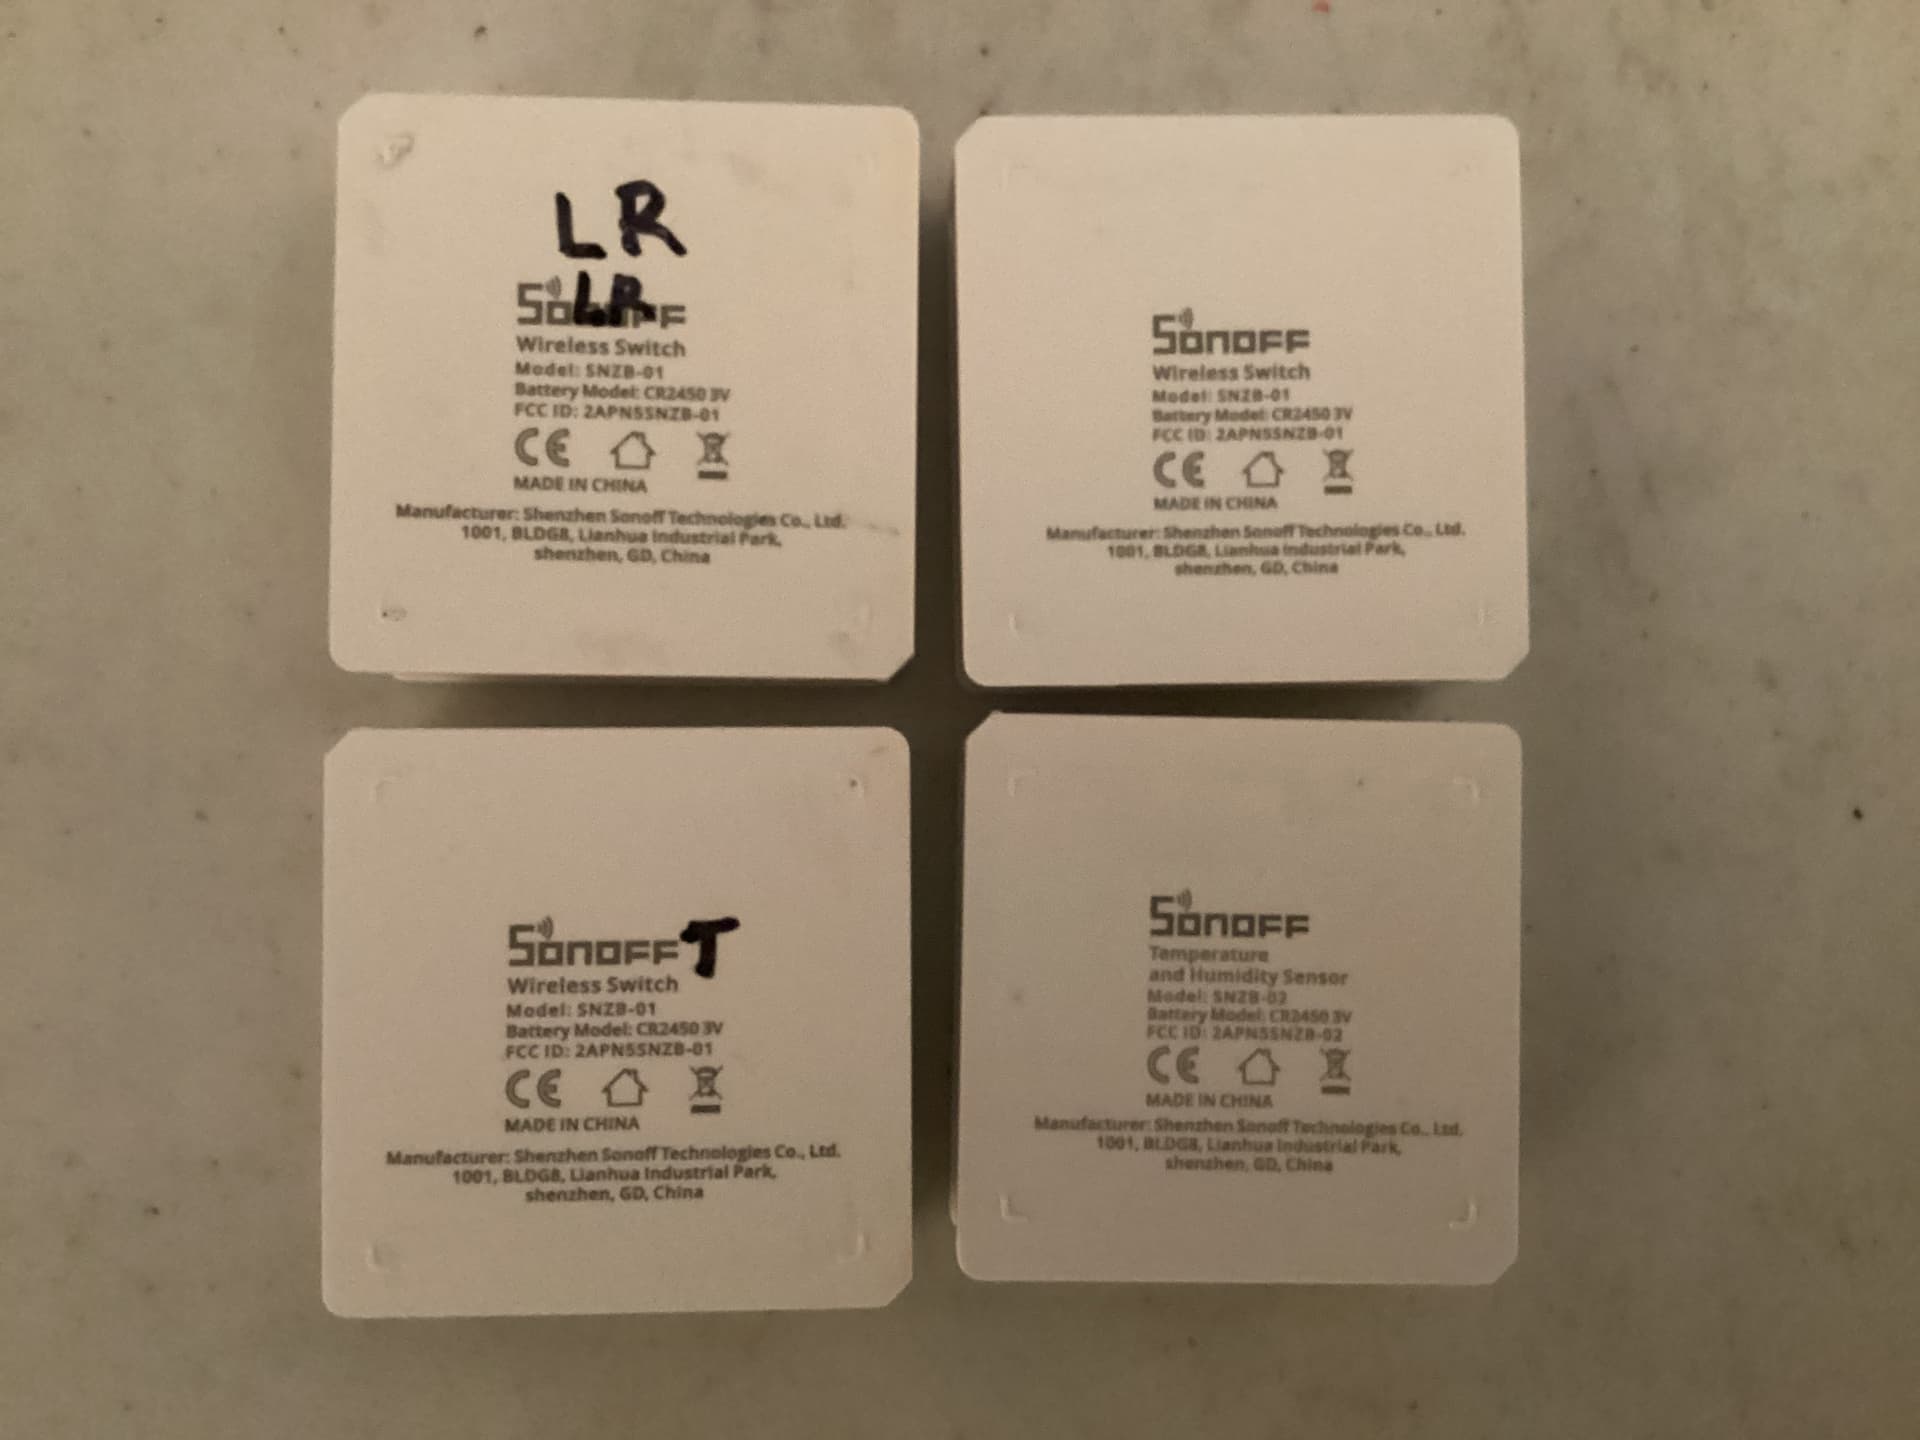 LR
LR
SONOFF
Wireless Switch
Model: SNZB-01
Battery Model: CR2450 3V
FCC ID: 2APN5SNZB-01
CE
MADE IN CHINA
Manufacturer: Shenzhen Sonoff Technologies Co., Ltd.
1001, BLDG8, Lianhua Industrial Park,
shenzhen, GD, China
SONOFF
Wireless Switch
Model: SNZB-01
Battery Model: CR2450 3V
FCC ID: 2APN5SNZB-01
CE
MADE IN CHINA
Manufacturer: Shenzhen Sonoff Technologies Co., Ltd.
1001, BLDG8, Lianhua Industrial Park,
shenzhen, GD, China
SONOFF T
Wireless Switch
Model: SNZB-01
Battery Model: CR2450 3V
FCC ID: 2APN5SNZB-01
CE
MADE IN CHINA
Manufacturer: Shenzhen Sonoff Technologies Co., Ltd.
1001, BLDG8, Lianhua Industrial Park,
shenzhen, GD, China
SONOFF
Temperature
and Humidity Sensor
Model: SNZB-02
Battery Model: CR2450 3V
FCC ID: 2APN5SNZB-02
CE
MADE IN CHINA
Manufacturer: Shenzhen Sonoff Technologies Co., Ltd.
1001, BLDG8, Lianhua Industrial Park,
shenzhen, GD, China